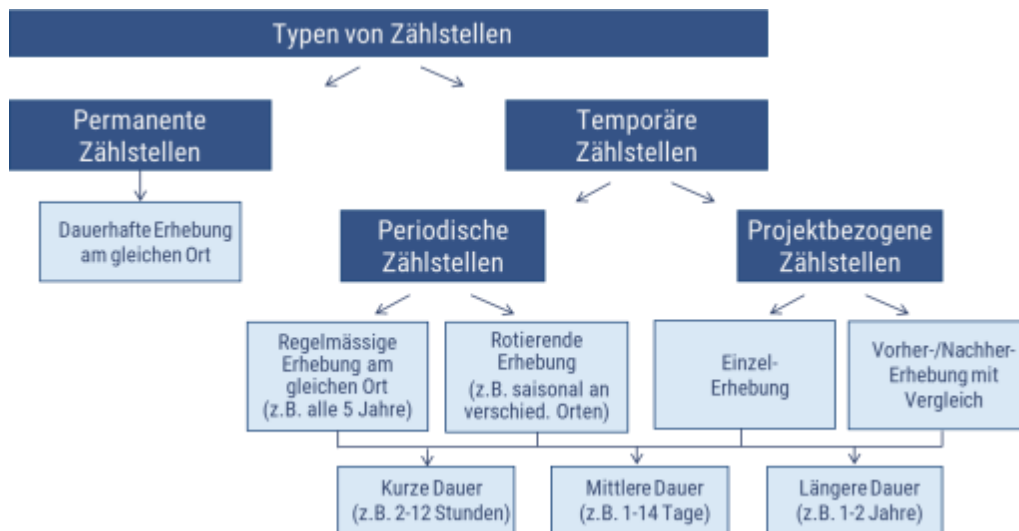 Typen von Zählstellen
Permanente
Zählstellen
Temporäre
Zählstellen
Dauerhafte Erhebung
am gleichen Ort
Periodische
Zählstellen
Projektbezogene
Zählstellen
Regelmässige
Erhebung am
gleichen Ort
(z.B. alle 5 Jahre)
Rotierende
Erhebung
(z.B. saisonal an
verschied. Orten)
Einzel-
Erhebung
Vorher-/Nachher-
Erhebung mit
Vergleich
Kurze Dauer
(z.B. 2-12 Stunden)
Mittlere Dauer
(z.B. 1-14 Tage)
Längere Dauer
(z.B. 1-2 Jahre)